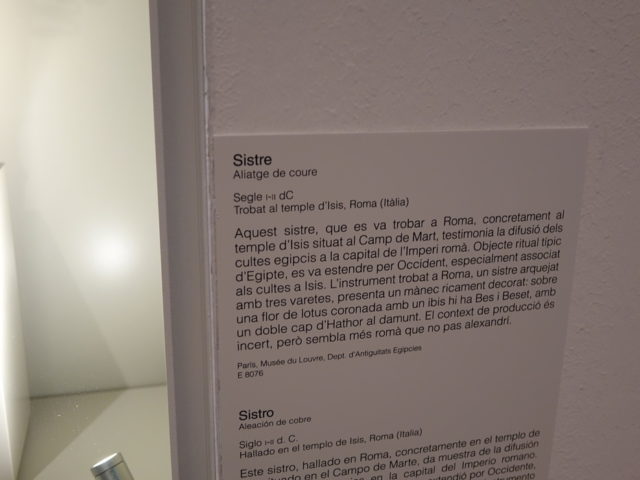 Sistre
Aliatge de coure
Segle I-II dC
Trobat al temple d'Isis, Roma (Itàlia)
Aquest sistre, que es va trobar a Roma, concretament al
temple d'Isis situat al Camp de Mart, testimonia la difusió dels
cultes egipcis a la capital de l'Imperi romà. Objecte ritual típic
d'Egipte, es va estendre per Occident, especialment associat
als cultes a Isis. L'instrument trobat a Roma, un sistre arquejat
amb tres varetes, presenta un mànec ricament decorat: sobre
una flor de lotus coronada amb un ibis hi ha Bes i Beset, amb
un doble cap d'Hathor al damunt. El context de producció és
incert, però sembla més romà que no pas alexandrí.
París, Musée du Louvre, Dept. d'Antiguitats Egípcies
E 8076
Sistro
Aleación de cobre
Siglo I-II d. C.
Hallado en el templo de Isis, Roma (Italia)
Este sistro, hallado en Roma, concretamente en el templo de
situado en el Campo de Marte, da muestra de la difusión
en la capital del Imperio romano.
extendió por Occidente,
instrumento